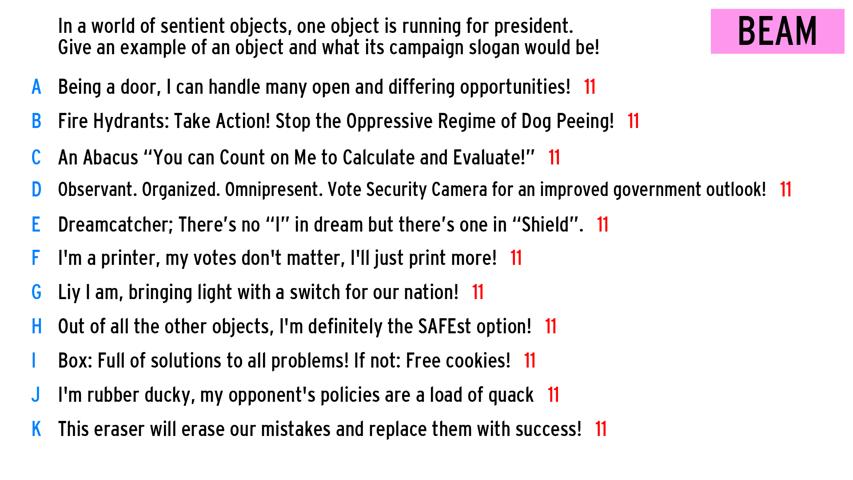 In a world of sentient objects, one object is running for president.
Give an example of an object and what its campaign slogan would be!
BEAM
A Being a door, I can handle many open and differing opportunities! 11
B Fire Hydrants: Take Action! Stop the Oppressive Regime of Dog Peeing! 11
C An Abacus “You can Count on Me to Calculate and Evaluate!” 11
D Observant. Organized. Omnipresent. Vote Security Camera for an improved government outlook! 11
E Dreamcatcher; There’s no “I” in dream but there’s one in “Shield”. 11
F I'm a printer, my votes don't matter, I'll just print more! 11
G Liy I am, bringing light with a switch for our nation! 11
H Out of all the other objects, I'm definitely the SAFEst option! 11
I Box: Full of solutions to all problems! If not: Free cookies! 11
J I'm rubber ducky, my opponent's policies are a load of quack 11
K This eraser will erase our mistakes and replace them with success! 11